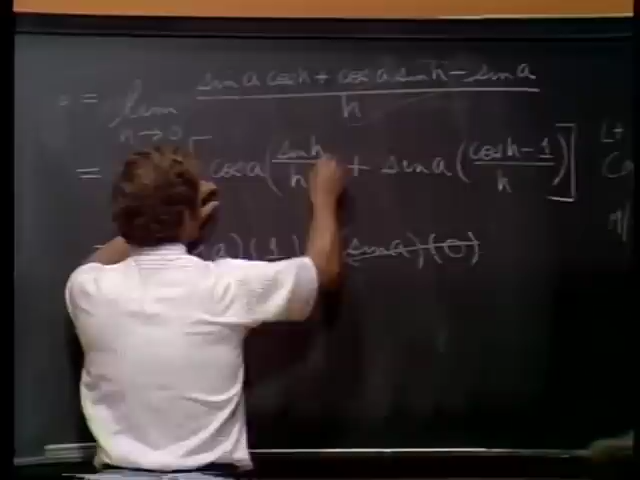 = lim sin a cos h + cos a sin h - sin a / h
h → 0
= [ cos a ( sin h / h ) + sin a ( cos h - 1 / h ) ]
a) (1) (sin a) (0)